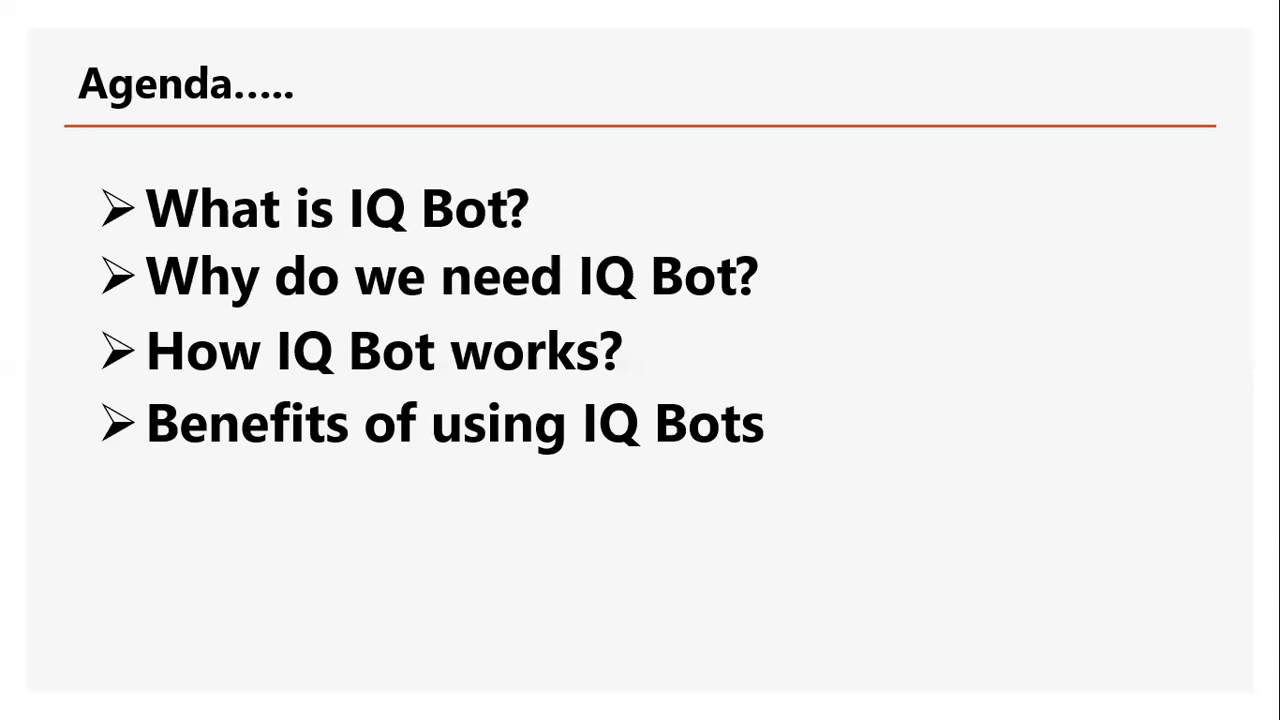 Agenda.....
➢ What is IQ Bot?
➢ Why do we need IQ Bot?
➢ How IQ Bot works?
➢ Benefits of using IQ Bots